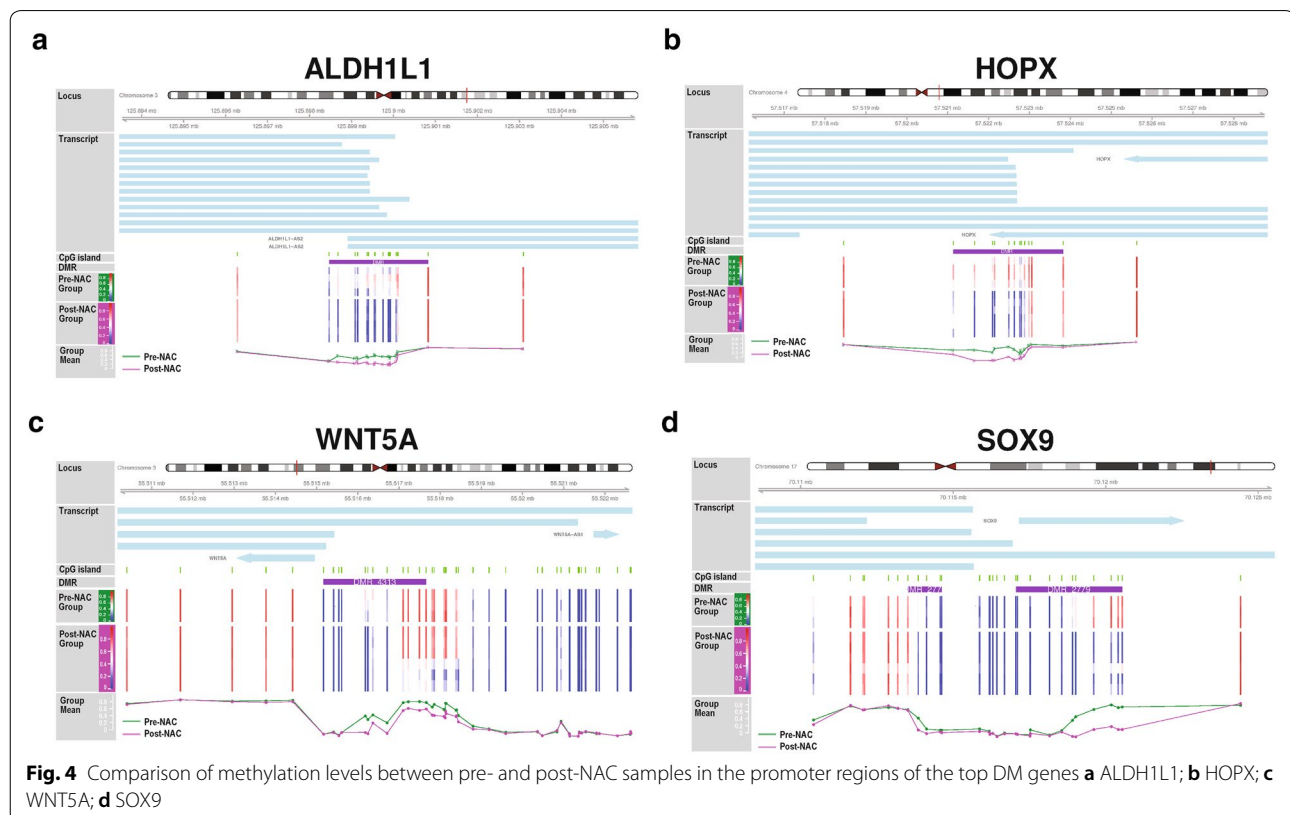 a
ALDH1L1
Locus
Chromosome 3
125.894 mb 125.896 mb 125.898 mb 125.9 mb 125.902 mb 125.904 mb
125.895 mb 125.897 mb 125.899 mb 125.901 mb 125.903 mb 125.905 mb
Transcript
ALDH1L1-AS2
ALDH1L1-AS2
CpG island
DMR
DMR
Pre-NAC Group
Post-NAC Group
Group Mean
Pre-NAC
Post-NAC
b
HOPX
Locus
Chromosome 4
57.517 mb 57.519 mb 57.521 mb 57.523 mb 57.525 mb 57.527 mb
57.518 mb 57.52 mb 57.522 mb 57.524 mb 57.526 mb 57.528 mb
Transcript
HOPX
HOPX
CpG island
DMR
DMR
Pre-NAC Group
Post-NAC Group
Group Mean
Pre-NAC
Post-NAC
c
WNT5A
Locus
Chromosome 3
55.511 mb 55.513 mb 55.515 mb 55.517 mb 55.519 mb 55.521 mb
55.512 mb 55.514 mb 55.516 mb 55.518 mb 55.52 mb 55.522 mb
Transcript
WNT5A-AS1
WNT5A
CpG island
DMR
DMR_4313
Pre-NAC Group
Post-NAC Group
Group Mean
Pre-NAC
Post-NAC
d
SOX9
Locus
Chromosome 17
70.11 mb 70.12 mb
70.115 mb 70.125 mb
Transcript
SOX9
CpG island
DMR
DMR_2779
Pre-NAC Group
Post-NAC Group
Group Mean
Pre-NAC
Post-NAC
Fig. 4 Comparison of methylation levels between pre- and post-NAC samples in the promoter regions of the top DM genes a ALDH1L1; b HOPX; c
WNT5A; d SOX9